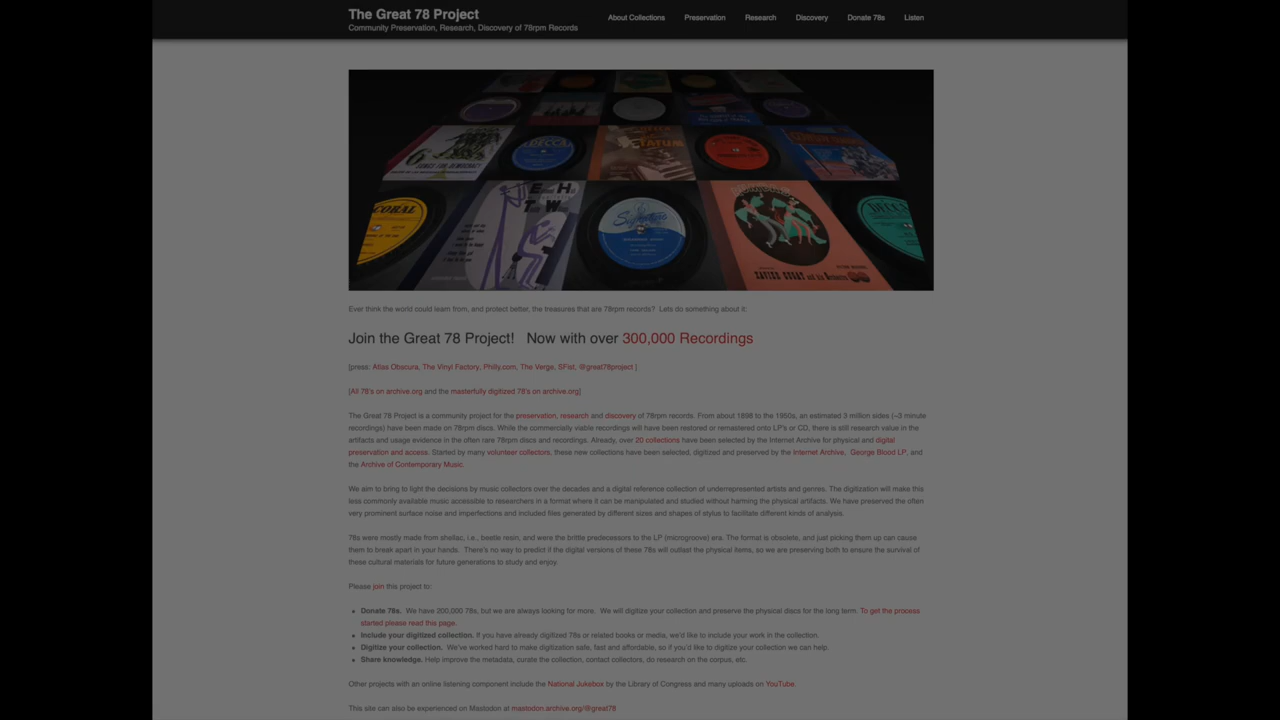 The Great 78 Project
Community Preservation, Research, Discovery of 78rpm Records
About Collections Preservation Research Discovery Donate 78s Listen
DECCA
TATUM
DECCA
Ever think the world could learn from, and protect better, the treasures that are 78rpm records? Lets do something about it:
Join the Great 78 Project! Now with over 300,000 Recordings
[press: Atlas Obscura, The Vinyl Factory, Philly.com, The Verge, SFist, @great78project ]
[All 78's on archive.org and the masterfully digitized 78's on archive.org]
The Great 78 Project is a community project for the preservation, research and discovery of 78rpm records. From about 1898 to the 1950s, an estimated 3 million sides (~3 minute
recordings) have been made on 78rpm discs. While the commercially viable recordings will have been restored or remastered onto LP's or CD, there is still research value in the
artifacts and usage evidence in the often rare 78rpm discs and recordings. Already, over 20 collections have been selected by the Internet Archive for physical and digital
preservation and access. Started by many volunteer collectors, these new collections have been selected, digitized and preserved by the Internet Archive, George Blood LP, and
the Archive of Contemporary Music.
We aim to bring to light the decisions by music collectors over the decades and a digital reference collection of underrepresented artists and genres. The digitization will make this
less commonly available music accessible to researchers in a format where it can be manipulated and studied without harming the physical artifacts. We have preserved the often
very prominent surface noise and imperfections and included files generated by different sizes and shapes of stylus to facilitate different kinds of analysis.
78s were mostly made from shellac, i.e., beetle resin, and were the brittle predecessors to the LP (microgroove) era. The format is obsolete, and just picking them up can cause
them to break apart in your hands. There's no way to predict if the digital versions of these 78s will outlast the physical items, so we are preserving both to ensure the survival of
these cultural materials for future generations to study and enjoy.
Please join this project to:
• Donate 78s. We have 200,000 78s, but we are always looking for more. We will digitize your collection and preserve the physical discs for the long term. To get the process
started please read this page.
• Include your digitized collection. If you have already digitized 78s or related books or media, we'd like to include your work in the collection.
• Digitize your collection. We've worked hard to make digitization safe, fast and affordable, so if you'd like to digitize your collection we can help.
• Share knowledge. Help improve the metadata, curate the collection, contact collectors, do research on the corpus, etc.
Other projects with an online listening component include the National Jukebox by the Library of Congress and many uploads on YouTube.
This site can also be experienced on Mastodon at mastodon.archive.org/@great78